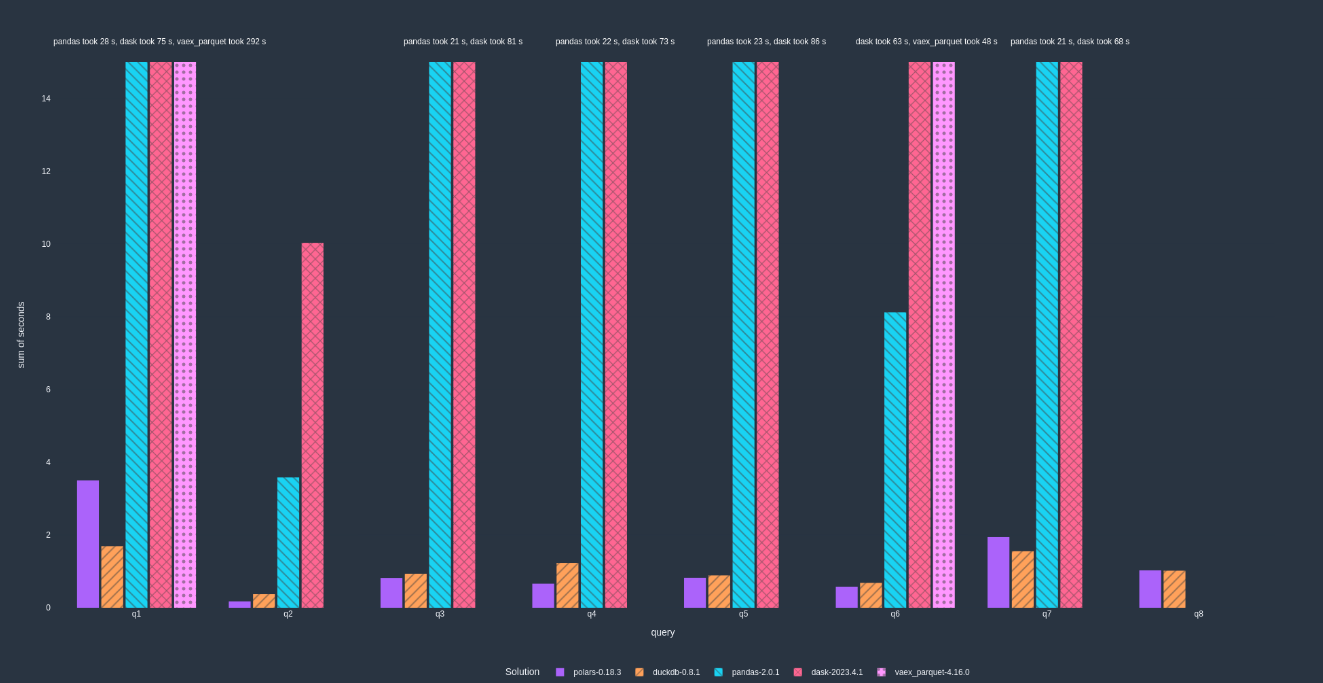 pandas took 28 s, dask took 75 s, vaex_parquet took 292 s
pandas took 21 s, dask took 81 s
pandas took 22 s, dask took 73 s
pandas took 23 s, dask took 86 s
dask took 63 s, vaex_parquet took 48 s
pandas took 21 s, dask took 68 s
14
12
10
8
6
4
2
0
sum of seconds
q1
q2
q3
q4
q5
q6
q7
q8
query
Solution
polars-0.18.3
duckdb-0.8.1
pandas-2.0.1
dask-2023.4.1
vaex_parquet-4.16.0